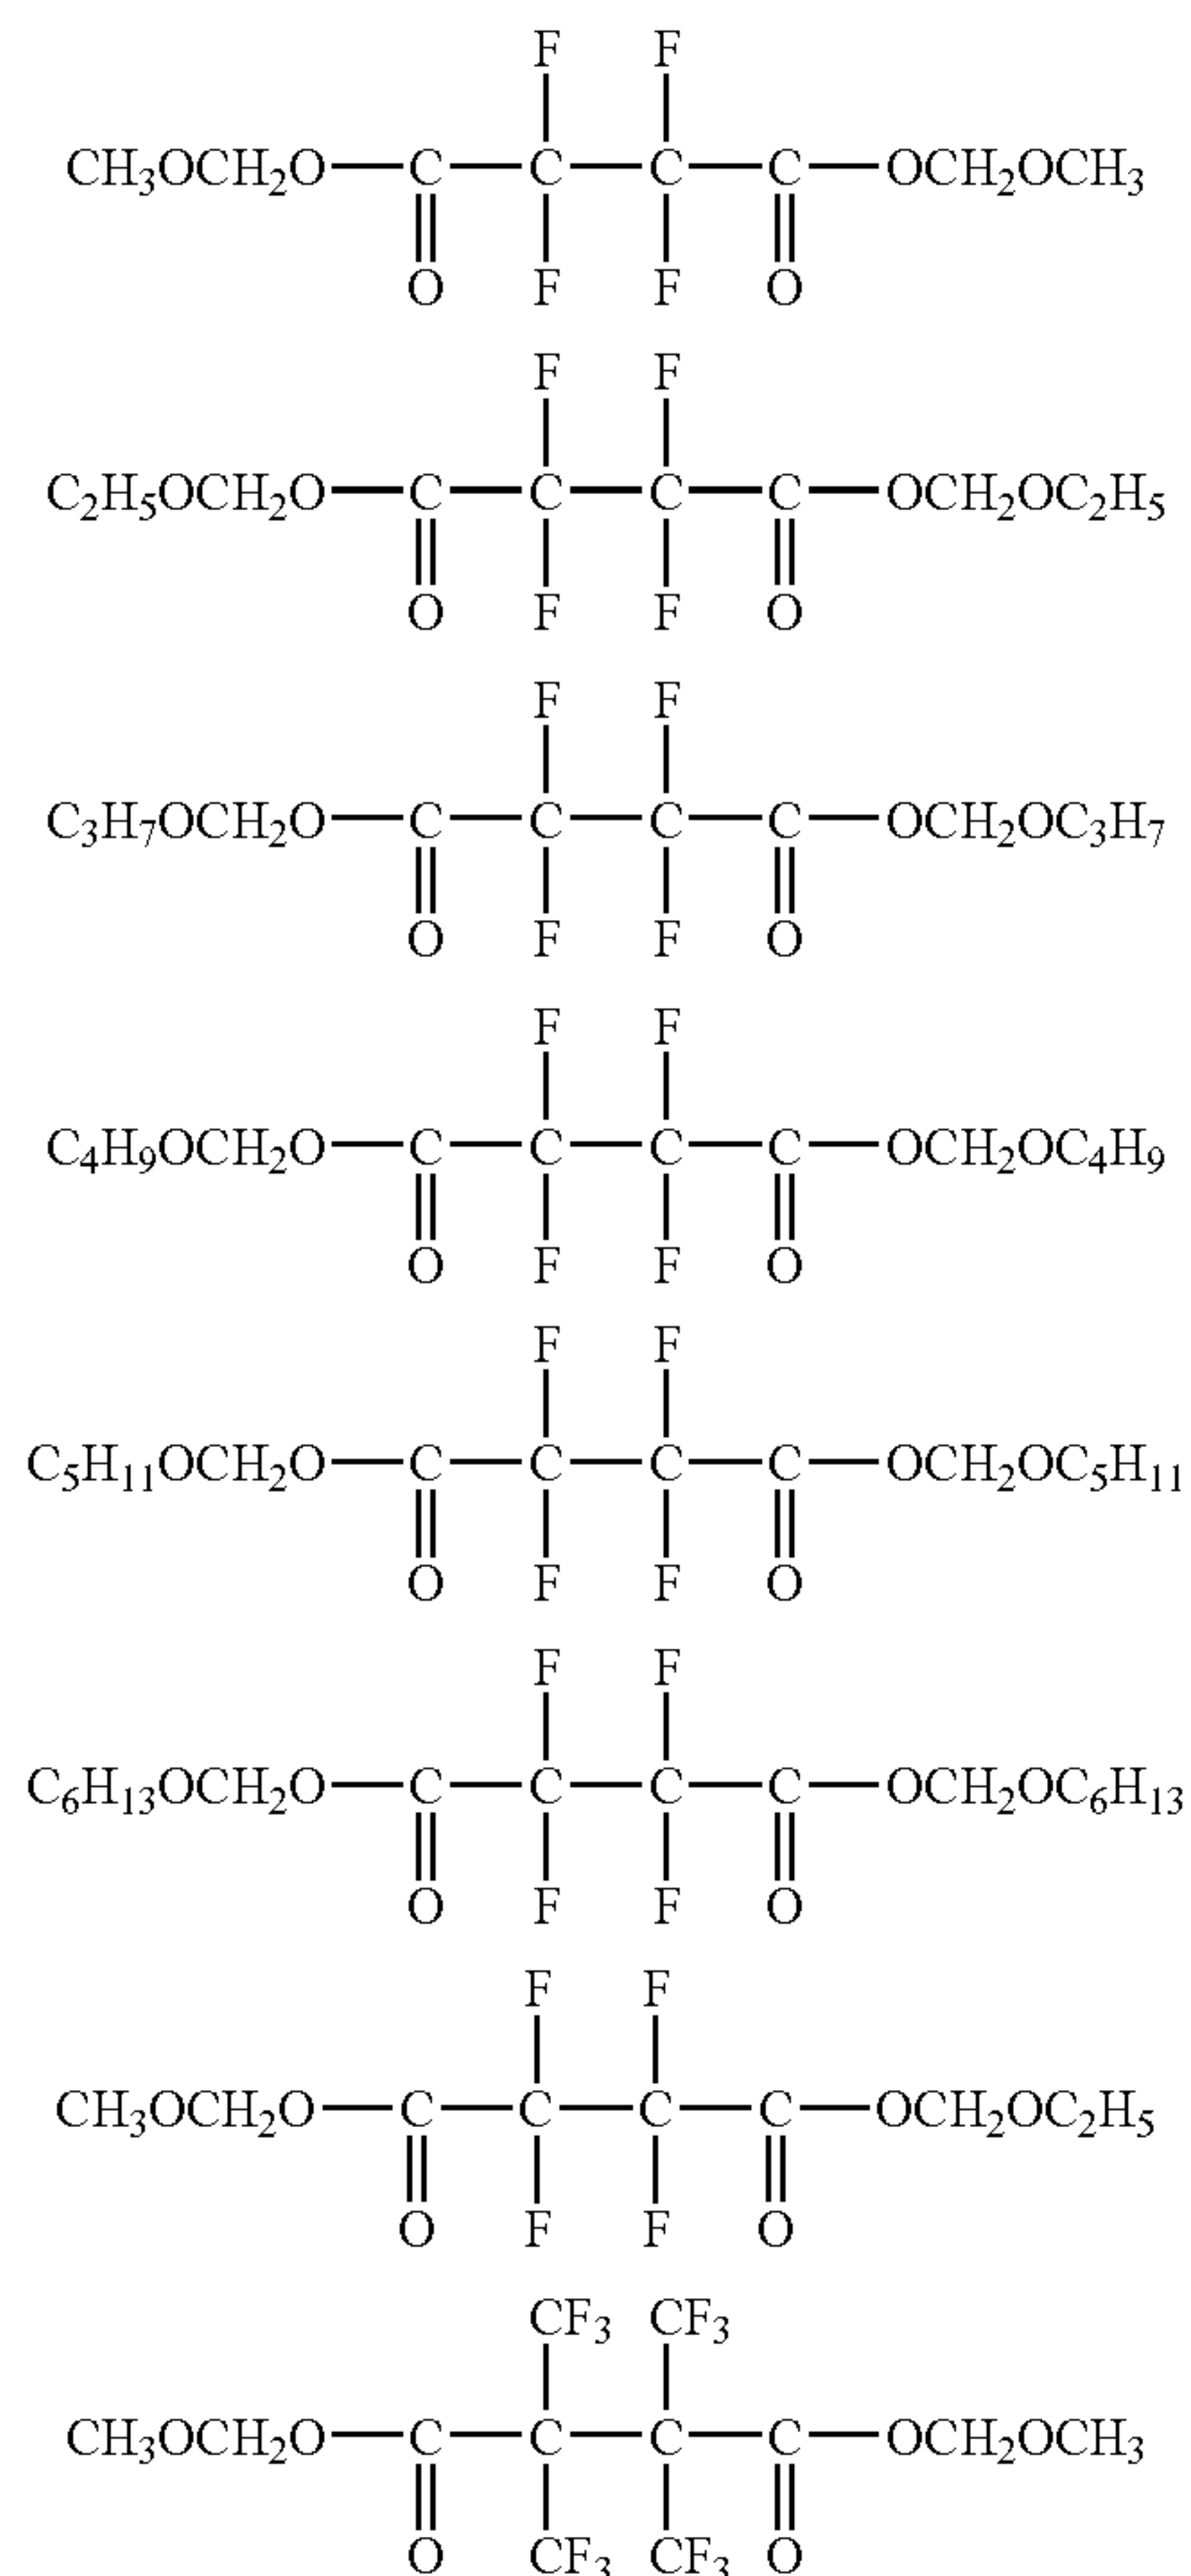 F F
CH₃OCH₂O C C C C OCH₂OCH₃
O F F O
F F
C₂H₅OCH₂O C C C C OCH₂OC₂H₅
O F F O
F F
C₃H₇OCH₂O C C C C OCH₂OC₃H₇
O F F O
F F
C₄H₉OCH₂O C C C C OCH₂OC₄H₉
O F F O
F F
C₅H₁₁OCH₂O C C C C OCH₂OC₅H₁₁
O F F O
F F
C₆H₁₃OCH₂O C C C C OCH₂OC₆H₁₃
O F F O
F F
CH₃OCH₂O C C C C OCH₂OC₂H₅
O F F O
CF₃ CF₃
CH₃OCH₂O C C C C OCH₂OCH₃
O CF₃ CF₃ O